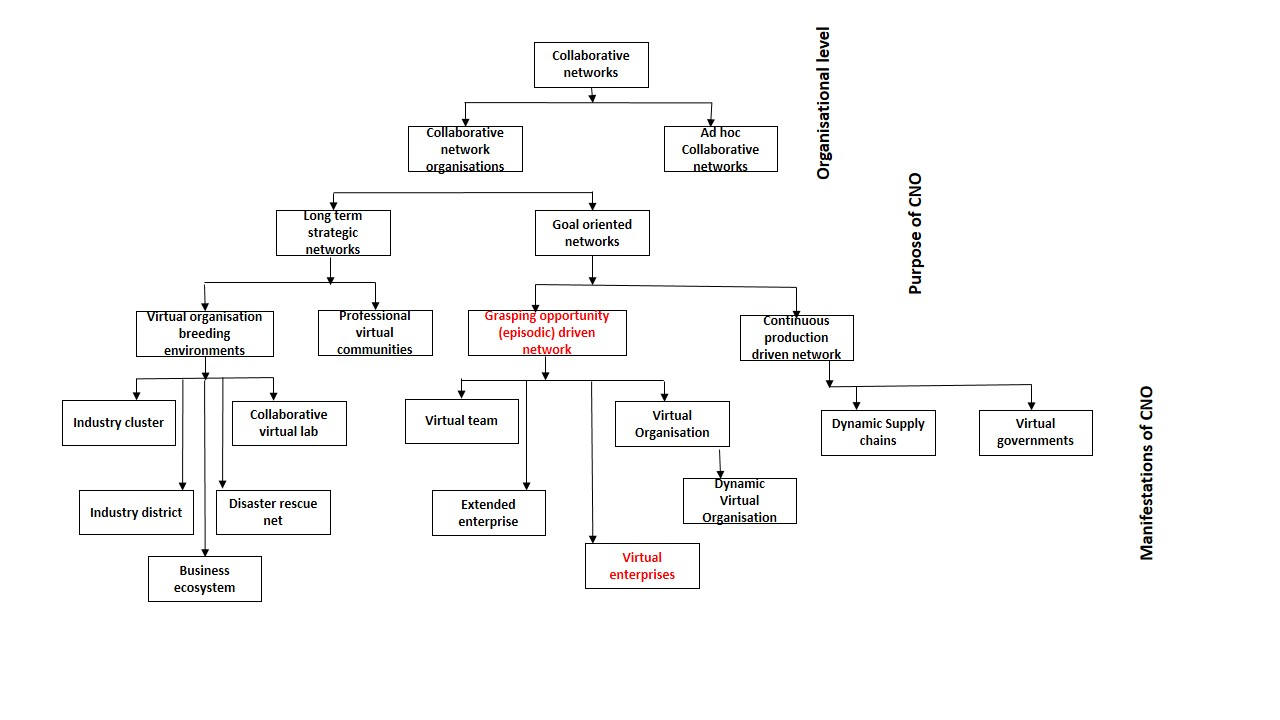 Collaborative
networks
Organisational level
Collaborative
network
organisations
Ad hoc
Collaborative
networks
Purpose of CNO
Long term
strategic
networks
Goal oriented
networks
Virtual organisation
breeding
environments
Professional
virtual
communities
Grasping opportunity
(episodic) driven
network
Continuous
production
driven network
Manifestations of CNO
Industry cluster
Collaborative
virtual lab
Virtual team
Virtual
Organisation
Dynamic Supply
chains
Virtual
governments
Industry district
Disaster rescue
net
Extended
enterprise
Dynamic
Virtual
Organisation
Business
ecosystem
Virtual
enterprises